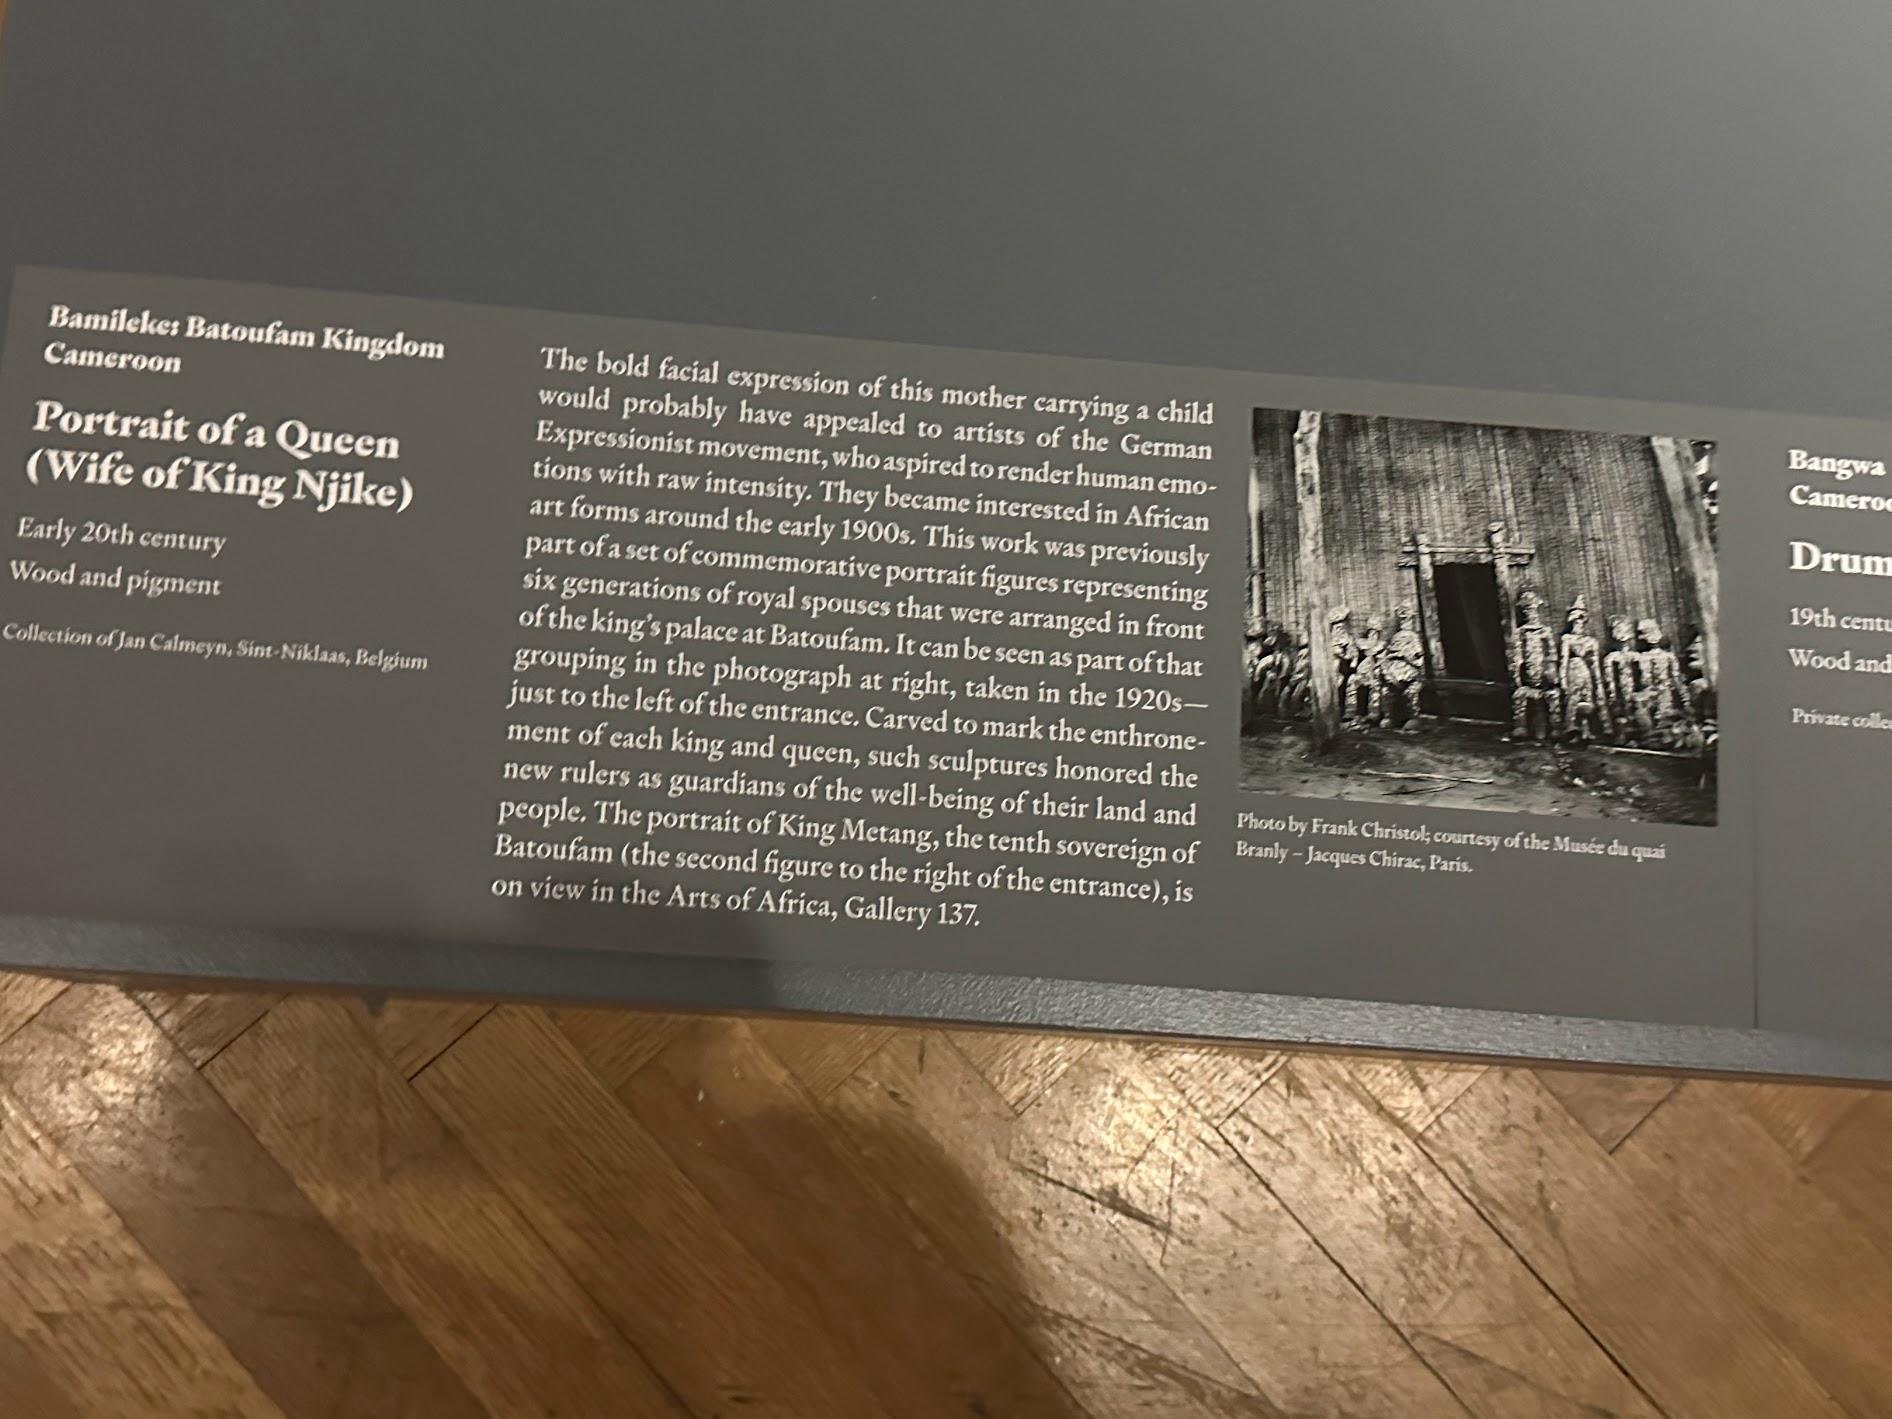 Bamileke; Batoufam Kingdom
Cameroon
Portrait of a Queen
(Wife of King Njike)
Early 20th century
Wood and pigment
Collection of Jan Calmeyn, Sint-Niklaas, Belgium
The bold facial expression of this mother carrying a child
would probably have appealed to artists of the German
Expressionist movement, who aspired to render human emo-
tions with raw intensity. They became interested in African
art forms around the early 1900s. This work was previously
part of a set of commemorative portrait figures representing
six generations of royal spouses that were arranged in front
of the king's palace at Batoufam. It can be seen as part of that
grouping in the photograph at right, taken in the 1920s—
just to the left of the entrance. Carved to mark the enthrone-
ment of each king and queen, such sculptures honored the
new rulers as guardians of the well-being of their land and
people. The portrait of King Metang, the tenth sovereign of
Batoufam (the second figure to the right of the entrance), is
on view in the Arts of Africa, Gallery 137.
Photo by Frank Christol; courtesy of the Musée du quai
Branly – Jacques Chirac, Paris.
Bangwa
Drum
19th
Wood and
Private